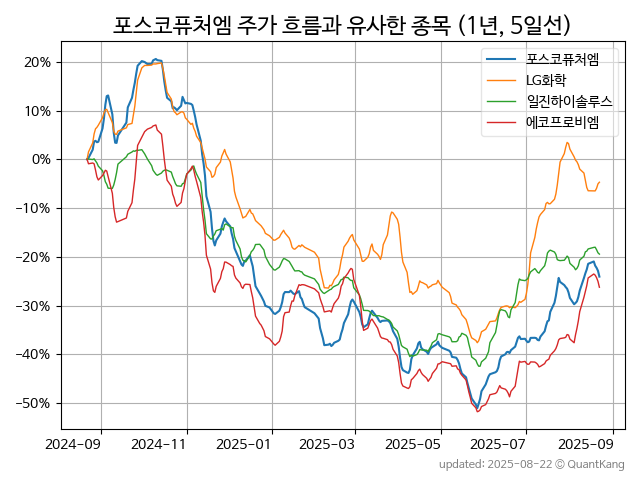 포스코퓨처엠 주가 흐름과 유사한 종목 (1년, 5일선)
포스코퓨처엠
LG화학
일진하이솔루스
에코프로비엠
20%
10%
0%
−10%
−20%
−30%
−40%
−50%
2024-09
2024-11
2025-01
2025-03
2025-05
2025-07
2025-09
updated: 2025-08-22 © QuantKang